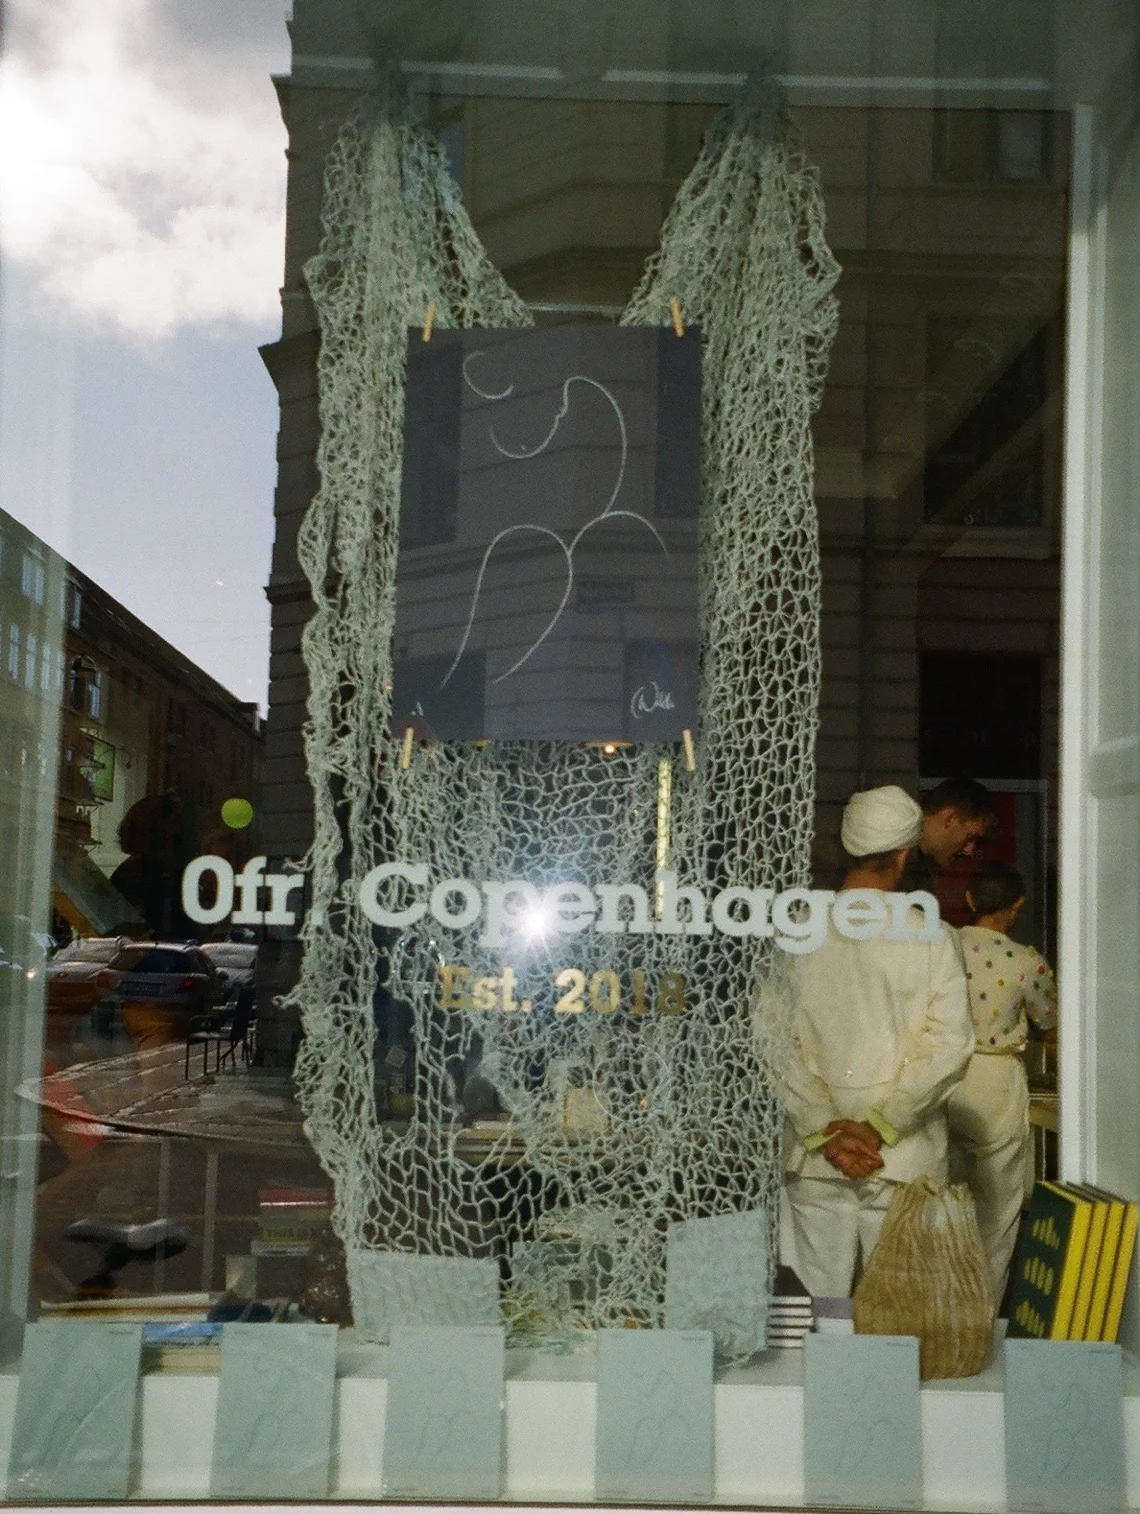 Ofr. Copenhagen
Est. 2018